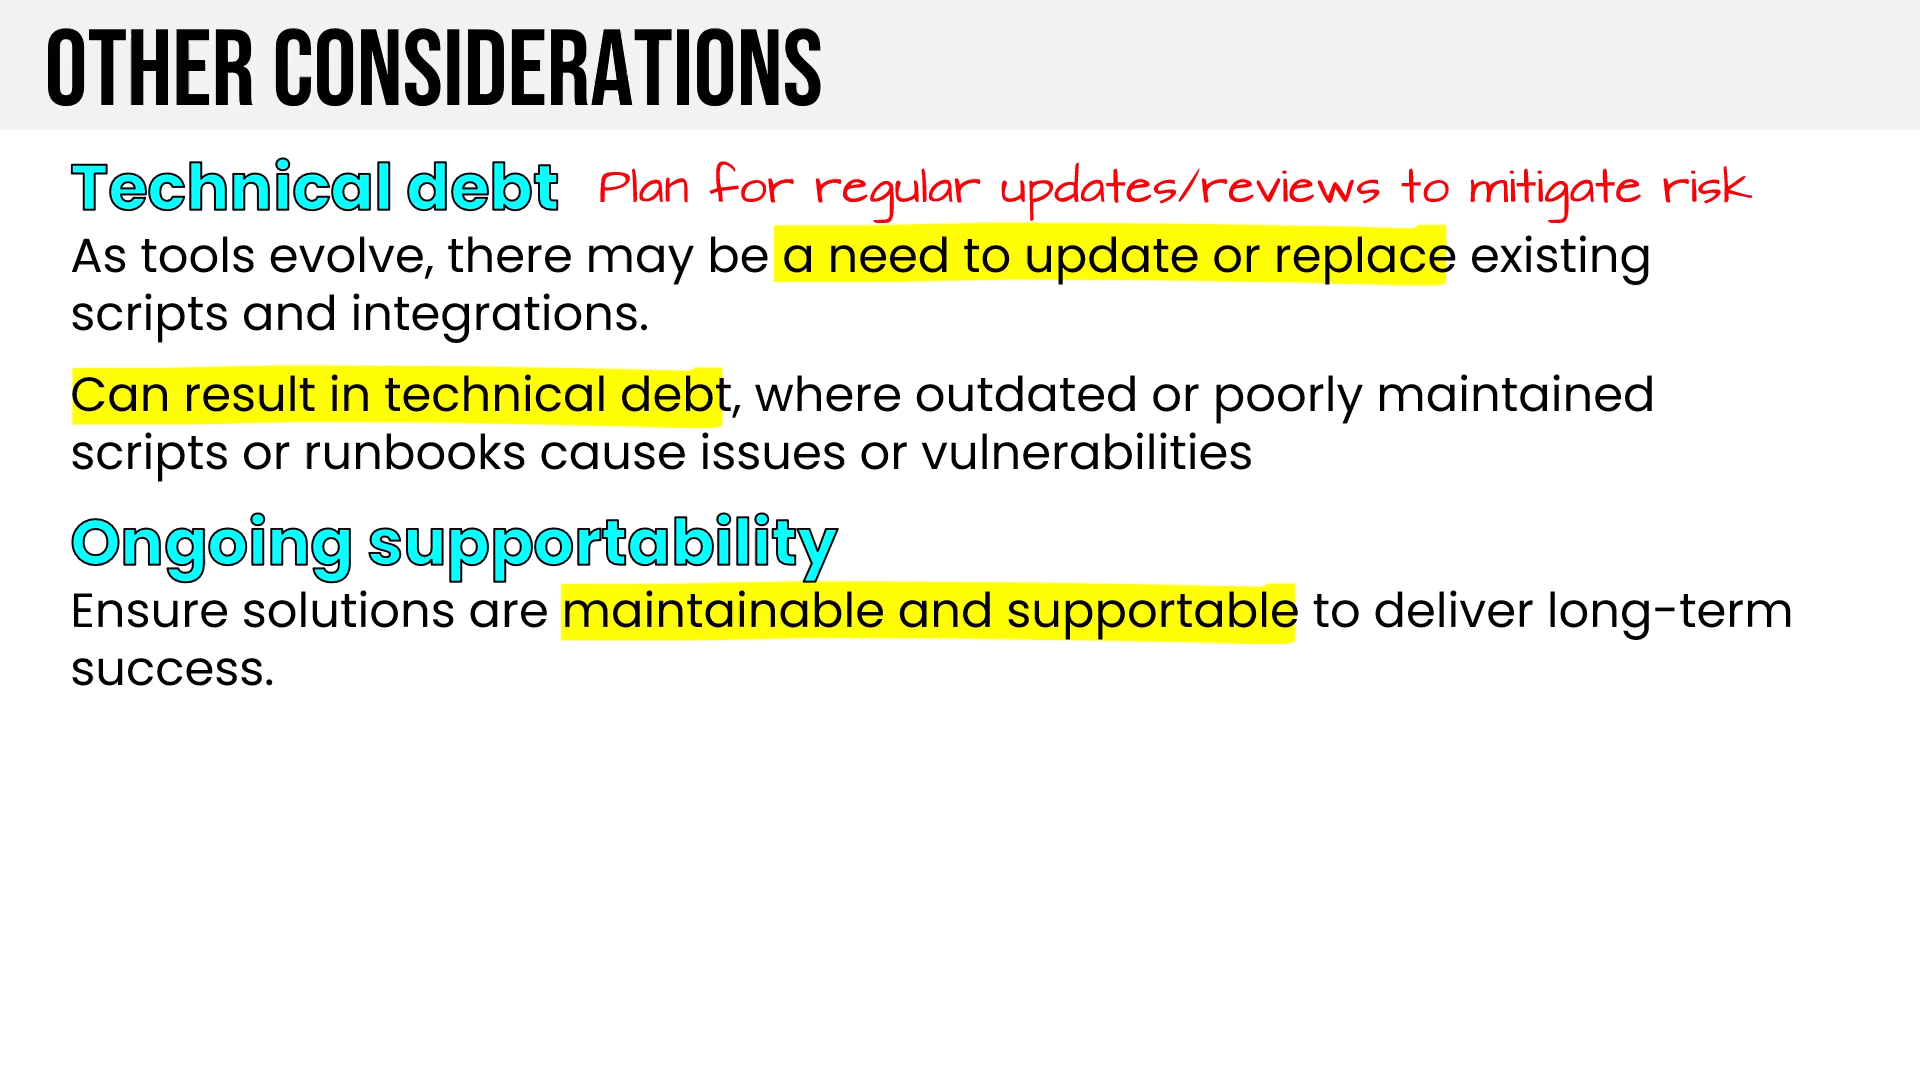 OTHER CONSIDERATIONS
Technical debt Plan for regular updates/reviews to mitigate risk
As tools evolve, there may be a need to update or replace existing
scripts and integrations.
Can result in technical debt, where outdated or poorly maintained
scripts or runbooks cause issues or vulnerabilities
Ongoing supportability
Ensure solutions are maintainable and supportable to deliver long-term
success.